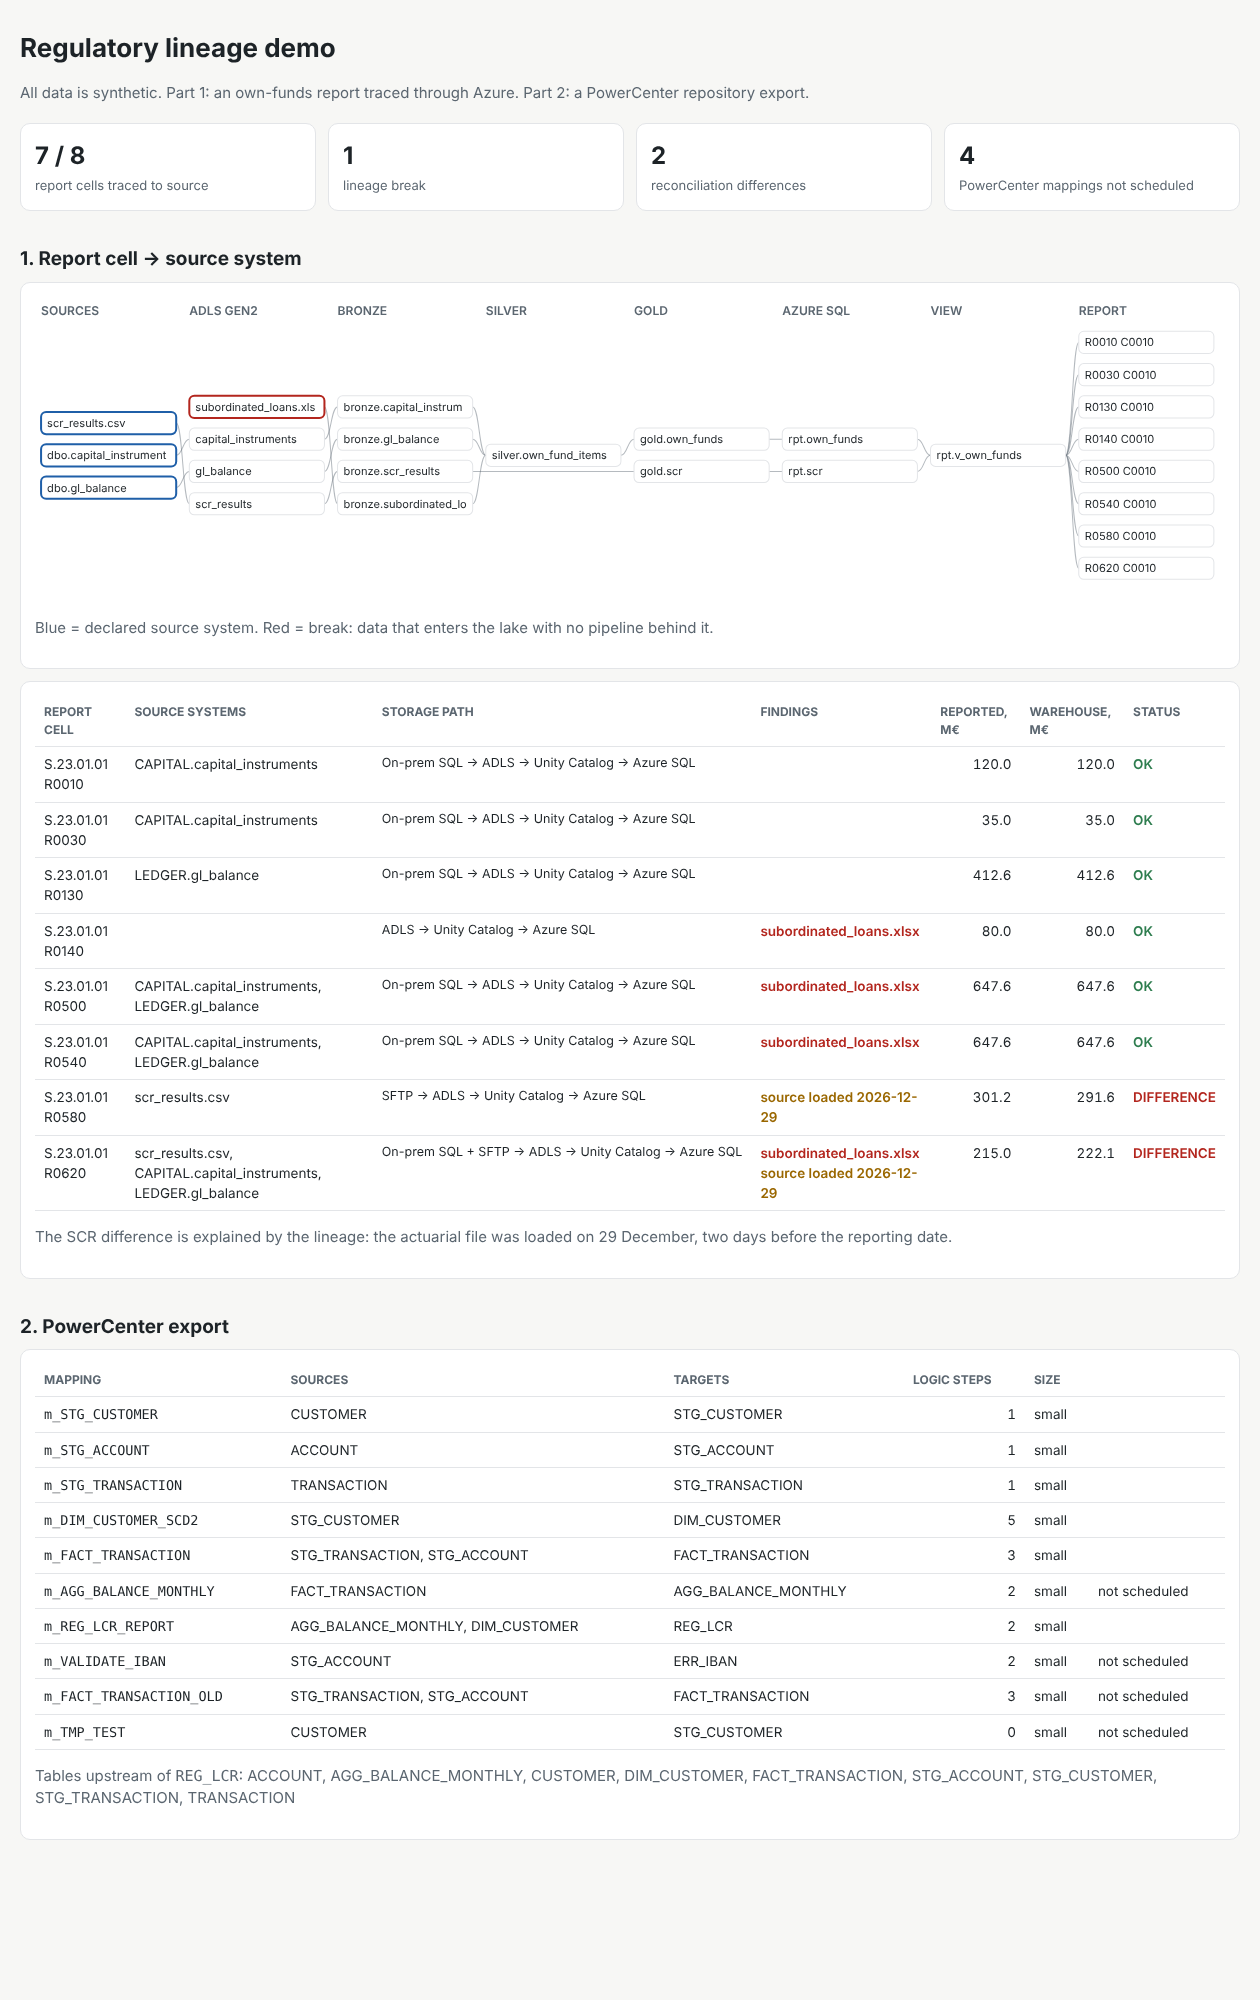 Regulatory lineage demo
All data is synthetic. Part 1: an own-funds report traced through Azure. Part 2: a PowerCenter repository export.
7 / 8
report cells traced to source
1
lineage break
2
reconciliation differences
4
PowerCenter mappings not scheduled
1. Report cell → source system
SOURCES ADLS GEN2 BRONZE SILVER GOLD AZURE SQL VIEW REPORT
R0010 C0010
R0030 C0010
subordinated_loans.xls bronze.capital_instrum R0130 C0010
scr_results.csv
capital_instruments bronze.gl_balance gold.own_funds rpt.own_funds R0140 C0010
dbo.capital_instrument silver.own_fund_items rpt.v_own_funds
gl_balance bronze.scr_results gold.scr rpt.scr R0500 C0010
dbo.gl_balance
scr_results bronze.subordinated_lo R0540 C0010
R0580 C0010
R0620 C0010
Blue = declared source system. Red = break: data that enters the lake with no pipeline behind it.
REPORT CELL SOURCE SYSTEMS STORAGE PATH FINDINGS REPORTED, M€ WAREHOUSE, M€ STATUS
S.23.01.01 CAPITAL.capital_instruments On-prem SQL → ADLS → Unity Catalog → Azure SQL 120.0 120.0 OK
R0010
S.23.01.01 CAPITAL.capital_instruments On-prem SQL → ADLS → Unity Catalog → Azure SQL 35.0 35.0 OK
R0030
S.23.01.01 LEDGER.gl_balance On-prem SQL → ADLS → Unity Catalog → Azure SQL 412.6 412.6 OK
R0130
S.23.01.01 ADLS → Unity Catalog → Azure SQL subordinated_loans.xlsx 80.0 80.0 OK
R0140
S.23.01.01 CAPITAL.capital_instruments, On-prem SQL → ADLS → Unity Catalog → Azure SQL subordinated_loans.xlsx 647.6 647.6 OK
R0500 LEDGER.gl_balance
S.23.01.01 CAPITAL.capital_instruments, On-prem SQL → ADLS → Unity Catalog → Azure SQL subordinated_loans.xlsx 647.6 647.6 OK
R0540 LEDGER.gl_balance
S.23.01.01 scr_results.csv SFTP → ADLS → Unity Catalog → Azure SQL source loaded 2026-12- 301.2 291.6 DIFFERENCE
R0580 29
S.23.01.01 scr_results.csv, On-prem SQL + SFTP → ADLS → Unity Catalog → Azure SQL subordinated_loans.xlsx 215.0 222.1 DIFFERENCE
R0620 CAPITAL.capital_instruments, source loaded 2026-12-
LEDGER.gl_balance 29
The SCR difference is explained by the lineage: the actuarial file was loaded on 29 December, two days before the reporting date.
2. PowerCenter export
MAPPING SOURCES TARGETS LOGIC STEPS SIZE
m_STG_CUSTOMER CUSTOMER STG_CUSTOMER 1 small
m_STG_ACCOUNT ACCOUNT STG_ACCOUNT 1 small
m_STG_TRANSACTION TRANSACTION STG_TRANSACTION 1 small
m_DIM_CUSTOMER_SCD2 STG_CUSTOMER DIM_CUSTOMER 5 small
m_FACT_TRANSACTION STG_TRANSACTION, STG_ACCOUNT FACT_TRANSACTION 3 small
m_AGG_BALANCE_MONTHLY FACT_TRANSACTION AGG_BALANCE_MONTHLY 2 small not scheduled
m_REG_LCR_REPORT AGG_BALANCE_MONTHLY, DIM_CUSTOMER REG_LCR 2 small
m_VALIDATE_IBAN STG_ACCOUNT ERR_IBAN 2 small not scheduled
m_FACT_TRANSACTION_OLD STG_TRANSACTION, STG_ACCOUNT FACT_TRANSACTION 3 small not scheduled
m_TMP_TEST CUSTOMER STG_CUSTOMER 0 small not scheduled
Tables upstream of REG_LCR: ACCOUNT, AGG_BALANCE_MONTHLY, CUSTOMER, DIM_CUSTOMER, FACT_TRANSACTION, STG_ACCOUNT, STG_CUSTOMER,
STG_TRANSACTION, TRANSACTION